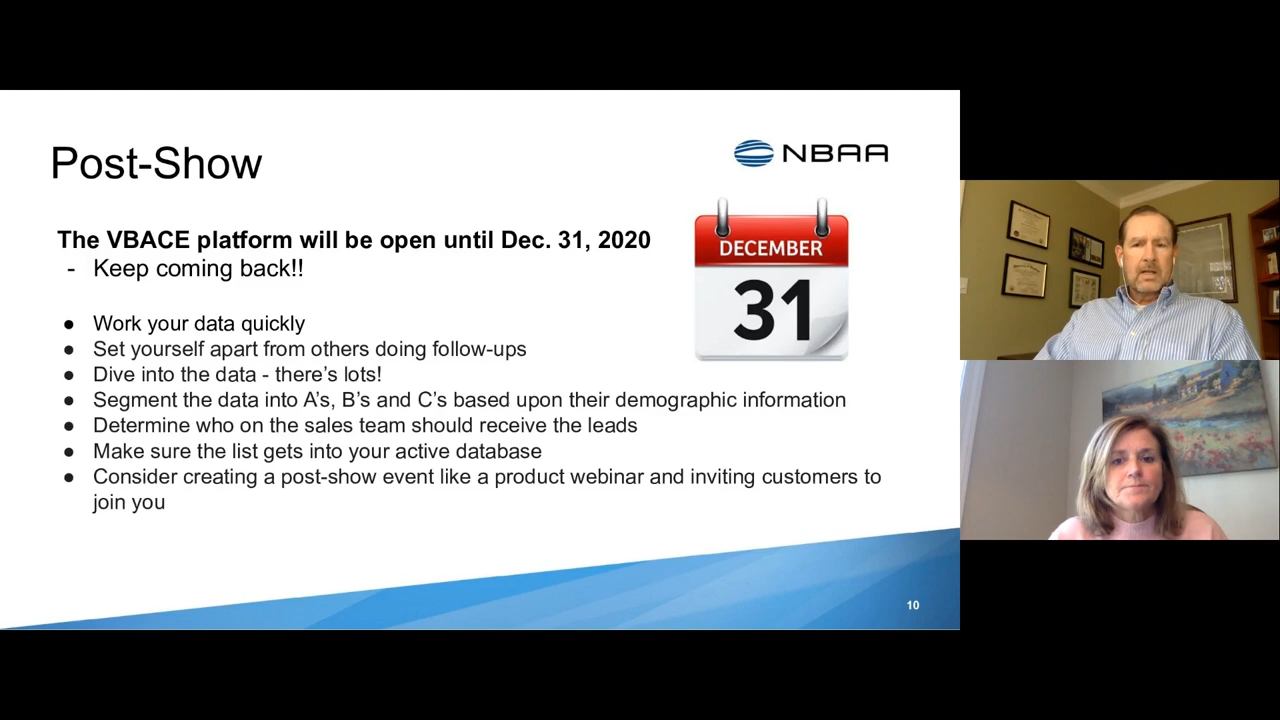 Post-Show
NBAA
The VBACE platform will be open until Dec. 31, 2020
- Keep coming back!!
DECEMBER
31
● Work your data quickly
● Set yourself apart from others doing follow-ups
● Dive into the data - there's lots!
● Segment the data into A's, B's and C's based upon their demographic information
● Determine who on the sales team should receive the leads
● Make sure the list gets into your active database
● Consider creating a post-show event like a product webinar and inviting customers to
join you
10